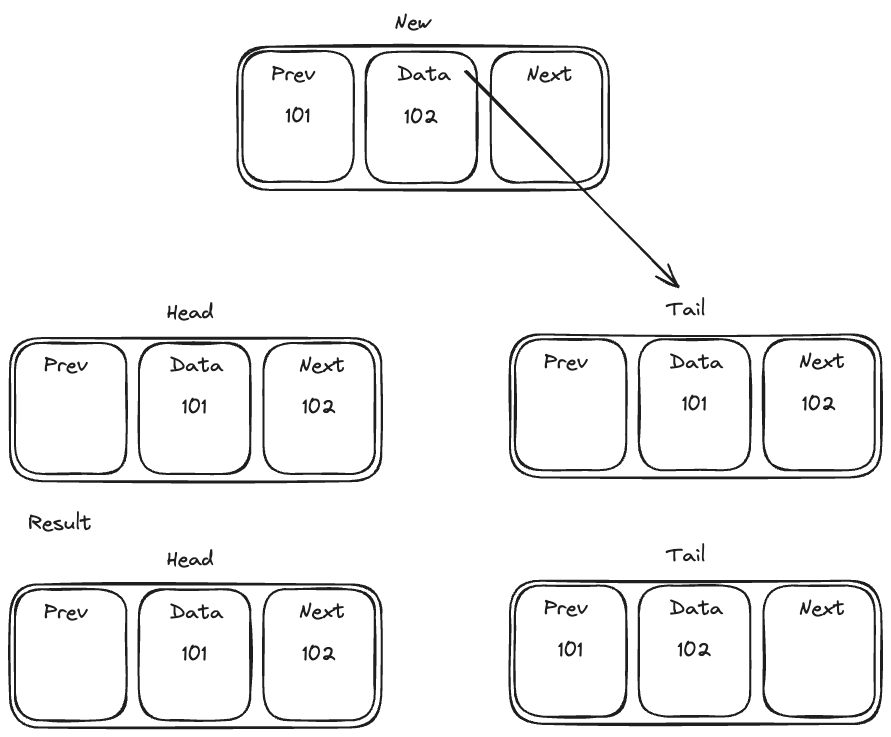 New
Prev Data Next
101 102
Head Tail
Prev Data Next Prev Data Next
101 102 101 102
Result
Head Tail
Prev Data Next Prev Data Next
101 102 101 102